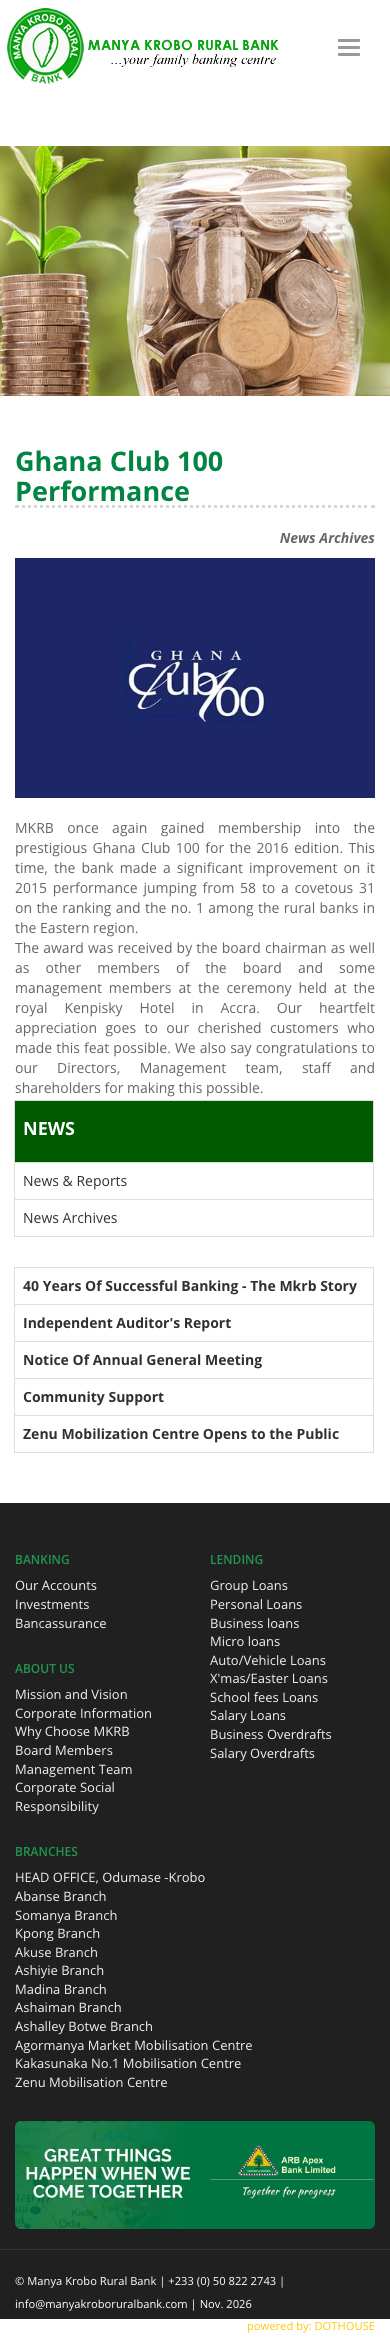 MANYA KROBO RURAL BANK
MANYA KROBO RURAL BANK
...your family banking centre
Ghana Club 100
Performance
News Archives
GHANA
Club100
MKRB once again gained membership into the
prestigious Ghana Club 100 for the 2016 edition. This
time, the bank made a significant improvement on it
2015 performance jumping from 58 to a covetous 31
on the ranking and the no. 1 among the rural banks in
the Eastern region.
The award was received by the board chairman as well
as other members of the board and some
management members at the ceremony held at the
royal Kenpisky Hotel in Accra. Our heartfelt
appreciation goes to our cherished customers who
made this feat possible. We also say congratulations to
our Directors, Management team, staff and
shareholders for making this possible.
NEWS
News & Reports
News Archives
40 Years Of Successful Banking - The Mkrb Story
Independent Auditor's Report
Notice Of Annual General Meeting
Community Support
Zenu Mobilization Centre Opens to the Public
BANKING
Our Accounts
Investments
Bancassurance
ABOUT US
Mission and Vision
Corporate Information
Why Choose MKRB
Board Members
Management Team
Corporate Social
Responsibility
LENDING
Group Loans
Personal Loans
Business loans
Micro loans
Auto/Vehicle Loans
X'mas/Easter Loans
School fees Loans
Salary Loans
Business Overdrafts
Salary Overdrafts
BRANCHES
HEAD OFFICE, Odumase -Krobo
Abanse Branch
Somanya Branch
Kpong Branch
Akuse Branch
Ashiyie Branch
Madina Branch
Ashaiman Branch
Ashalley Botwe Branch
Agormanya Market Mobilisation Centre
Kakasunaka No.1 Mobilisation Centre
Zenu Mobilisation Centre
GREAT THINGS
HAPPEN WHEN WE
COME TOGETHER
ARB Apex
Bank Limited
Together for progress
© Manya Krobo Rural Bank | +233 (0) 50 822 2743 |
info@manyakroboruralbank.com | Nov. 2026
powered by: DOTHOUSE